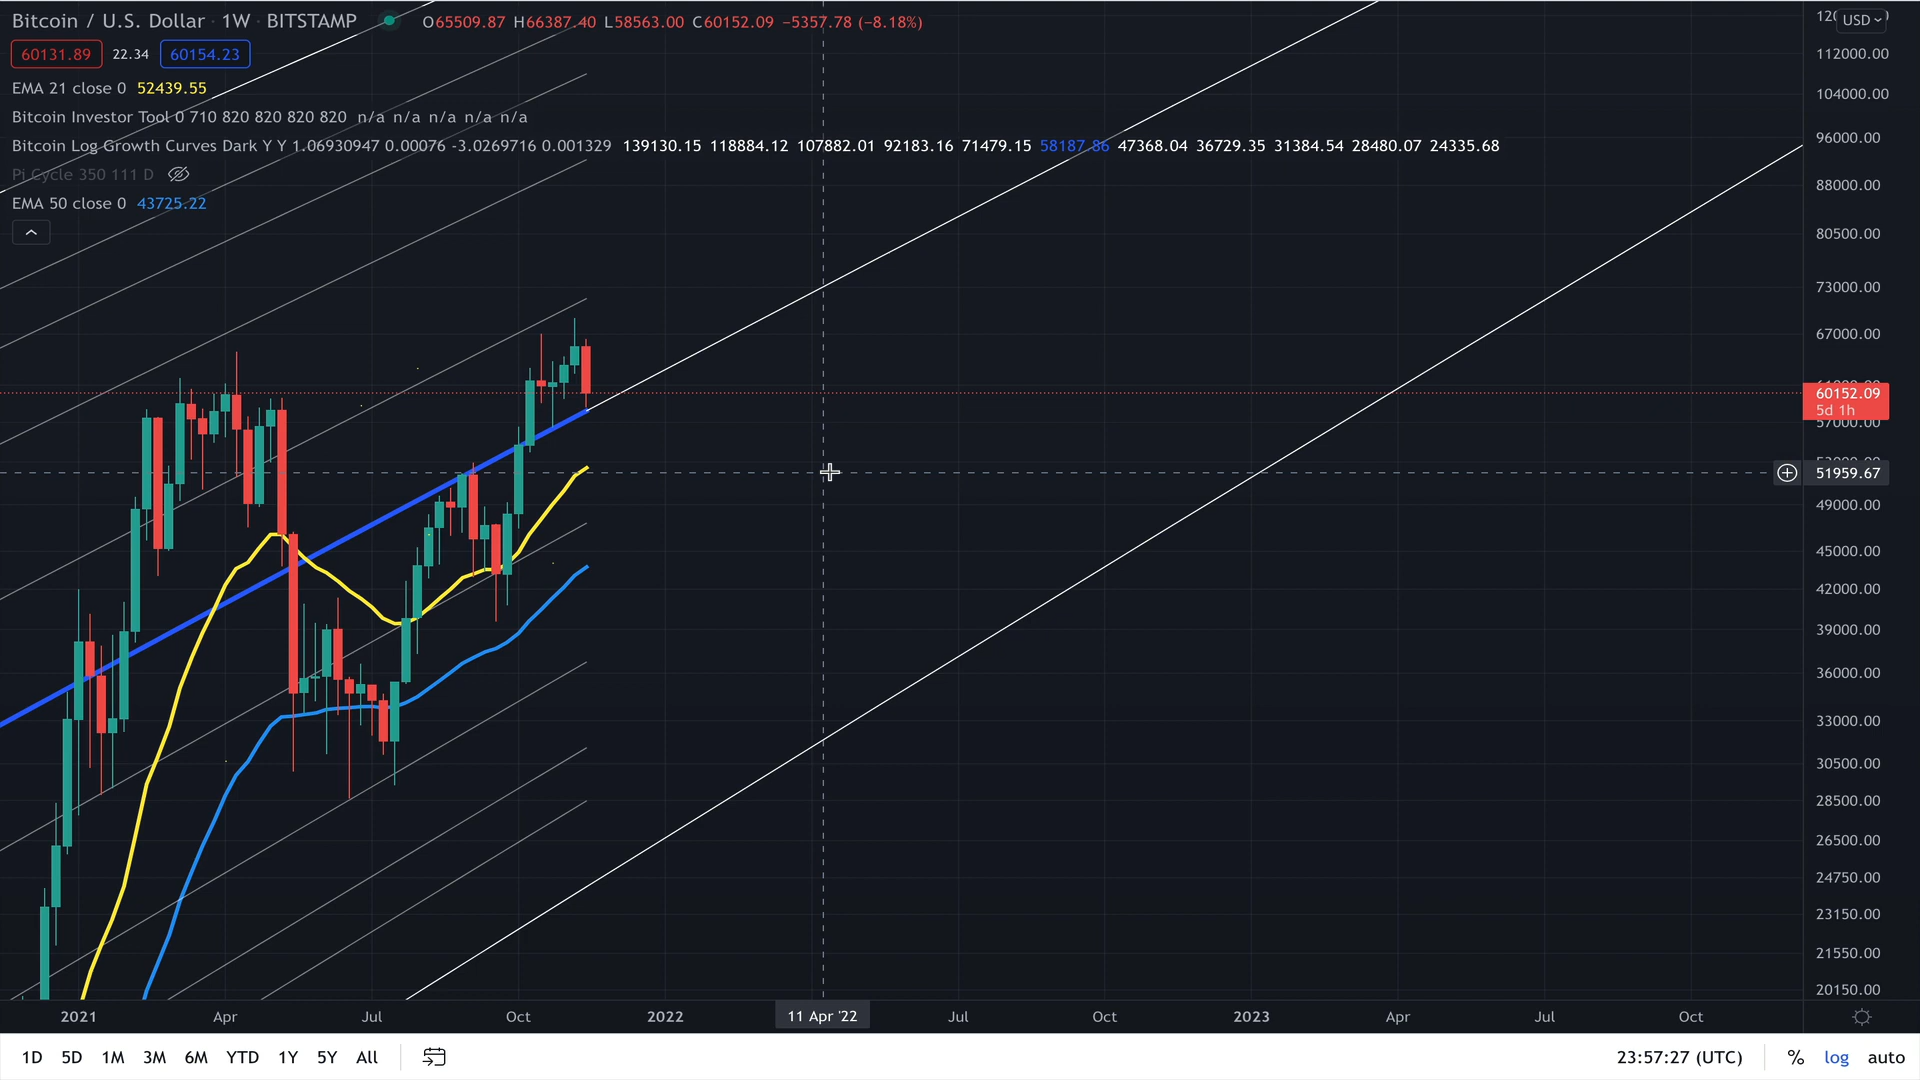 Bitcoin / U.S. Dollar · 1W · BITSTAMP O65509.87 H66387.40 L58563.00 C60152.09 −5357.78 (−8.18%)
60131.89 22.34 60154.23
EMA 21 close 0 52439.55
Bitcoin Investor Tool 0 710 820 820 820 820 n/a n/a n/a n/a n/a
Bitcoin Log Growth Curves Dark Y Y 1.06930947 0.00076 -3.0269716 0.001329 139130.15 118884.12 107882.01 92183.16 71479.15 58187.86 47368.04 36729.35 31384.54 28480.07 24335.68
Pi Cycle 350 111 D
EMA 50 close 0 43725.22
USD
112000.00
104000.00
96000.00
88000.00
80500.00
73000.00
67000.00
60152.09
5d 1h
57000.00
51959.67
49000.00
45000.00
42000.00
39000.00
36000.00
33000.00
30500.00
28500.00
26500.00
24750.00
23150.00
21550.00
20150.00
2021 Apr Jul Oct 2022 11 Apr '22 Jul Oct 2023 Apr Jul Oct
1D 5D 1M 3M 6M YTD 1Y 5Y All 23:57:27 (UTC) % log auto